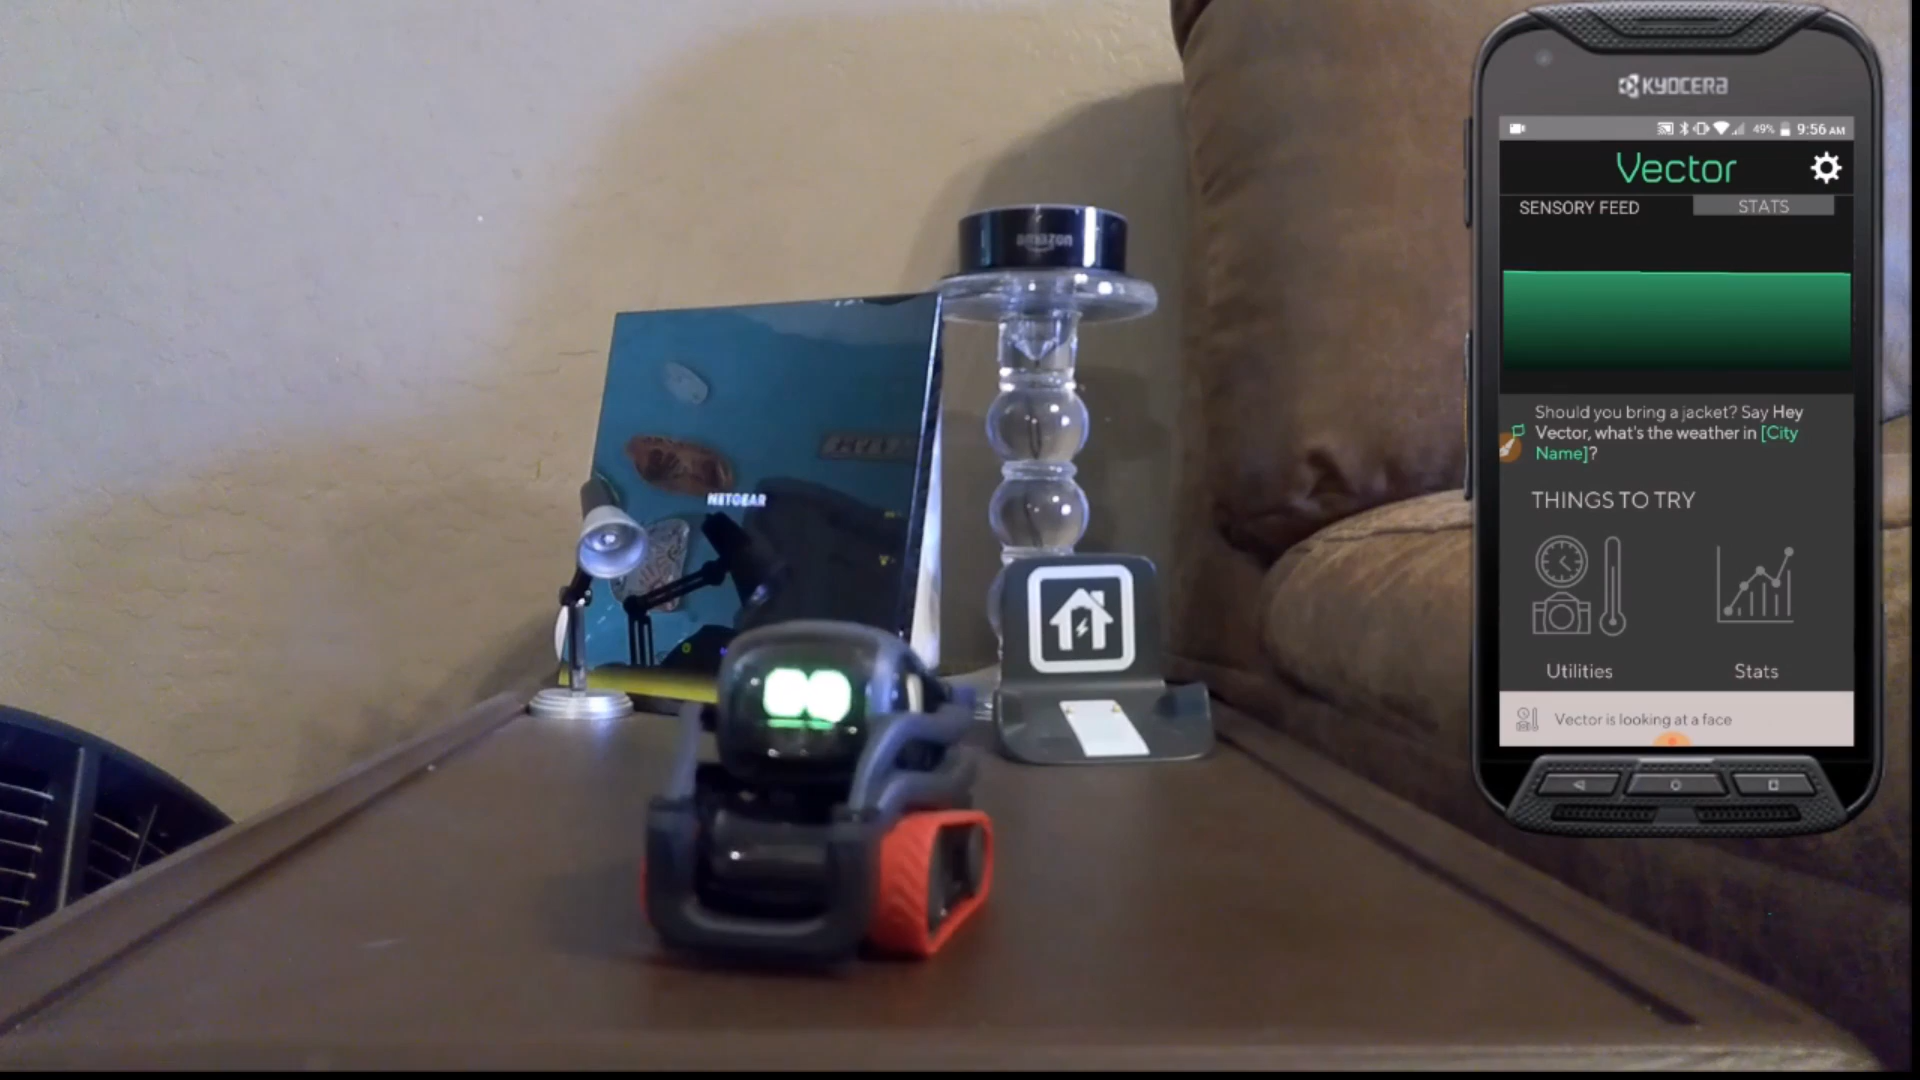 amazon
NETGEAR
KYOCERA
49% 9:56 AM
Vector
SENSORY FEED
STATS
Should you bring a jacket? Say Hey
Vector, what's the weather in [City
Name]?
THINGS TO TRY
Utilities
Stats
Vector is looking at a face